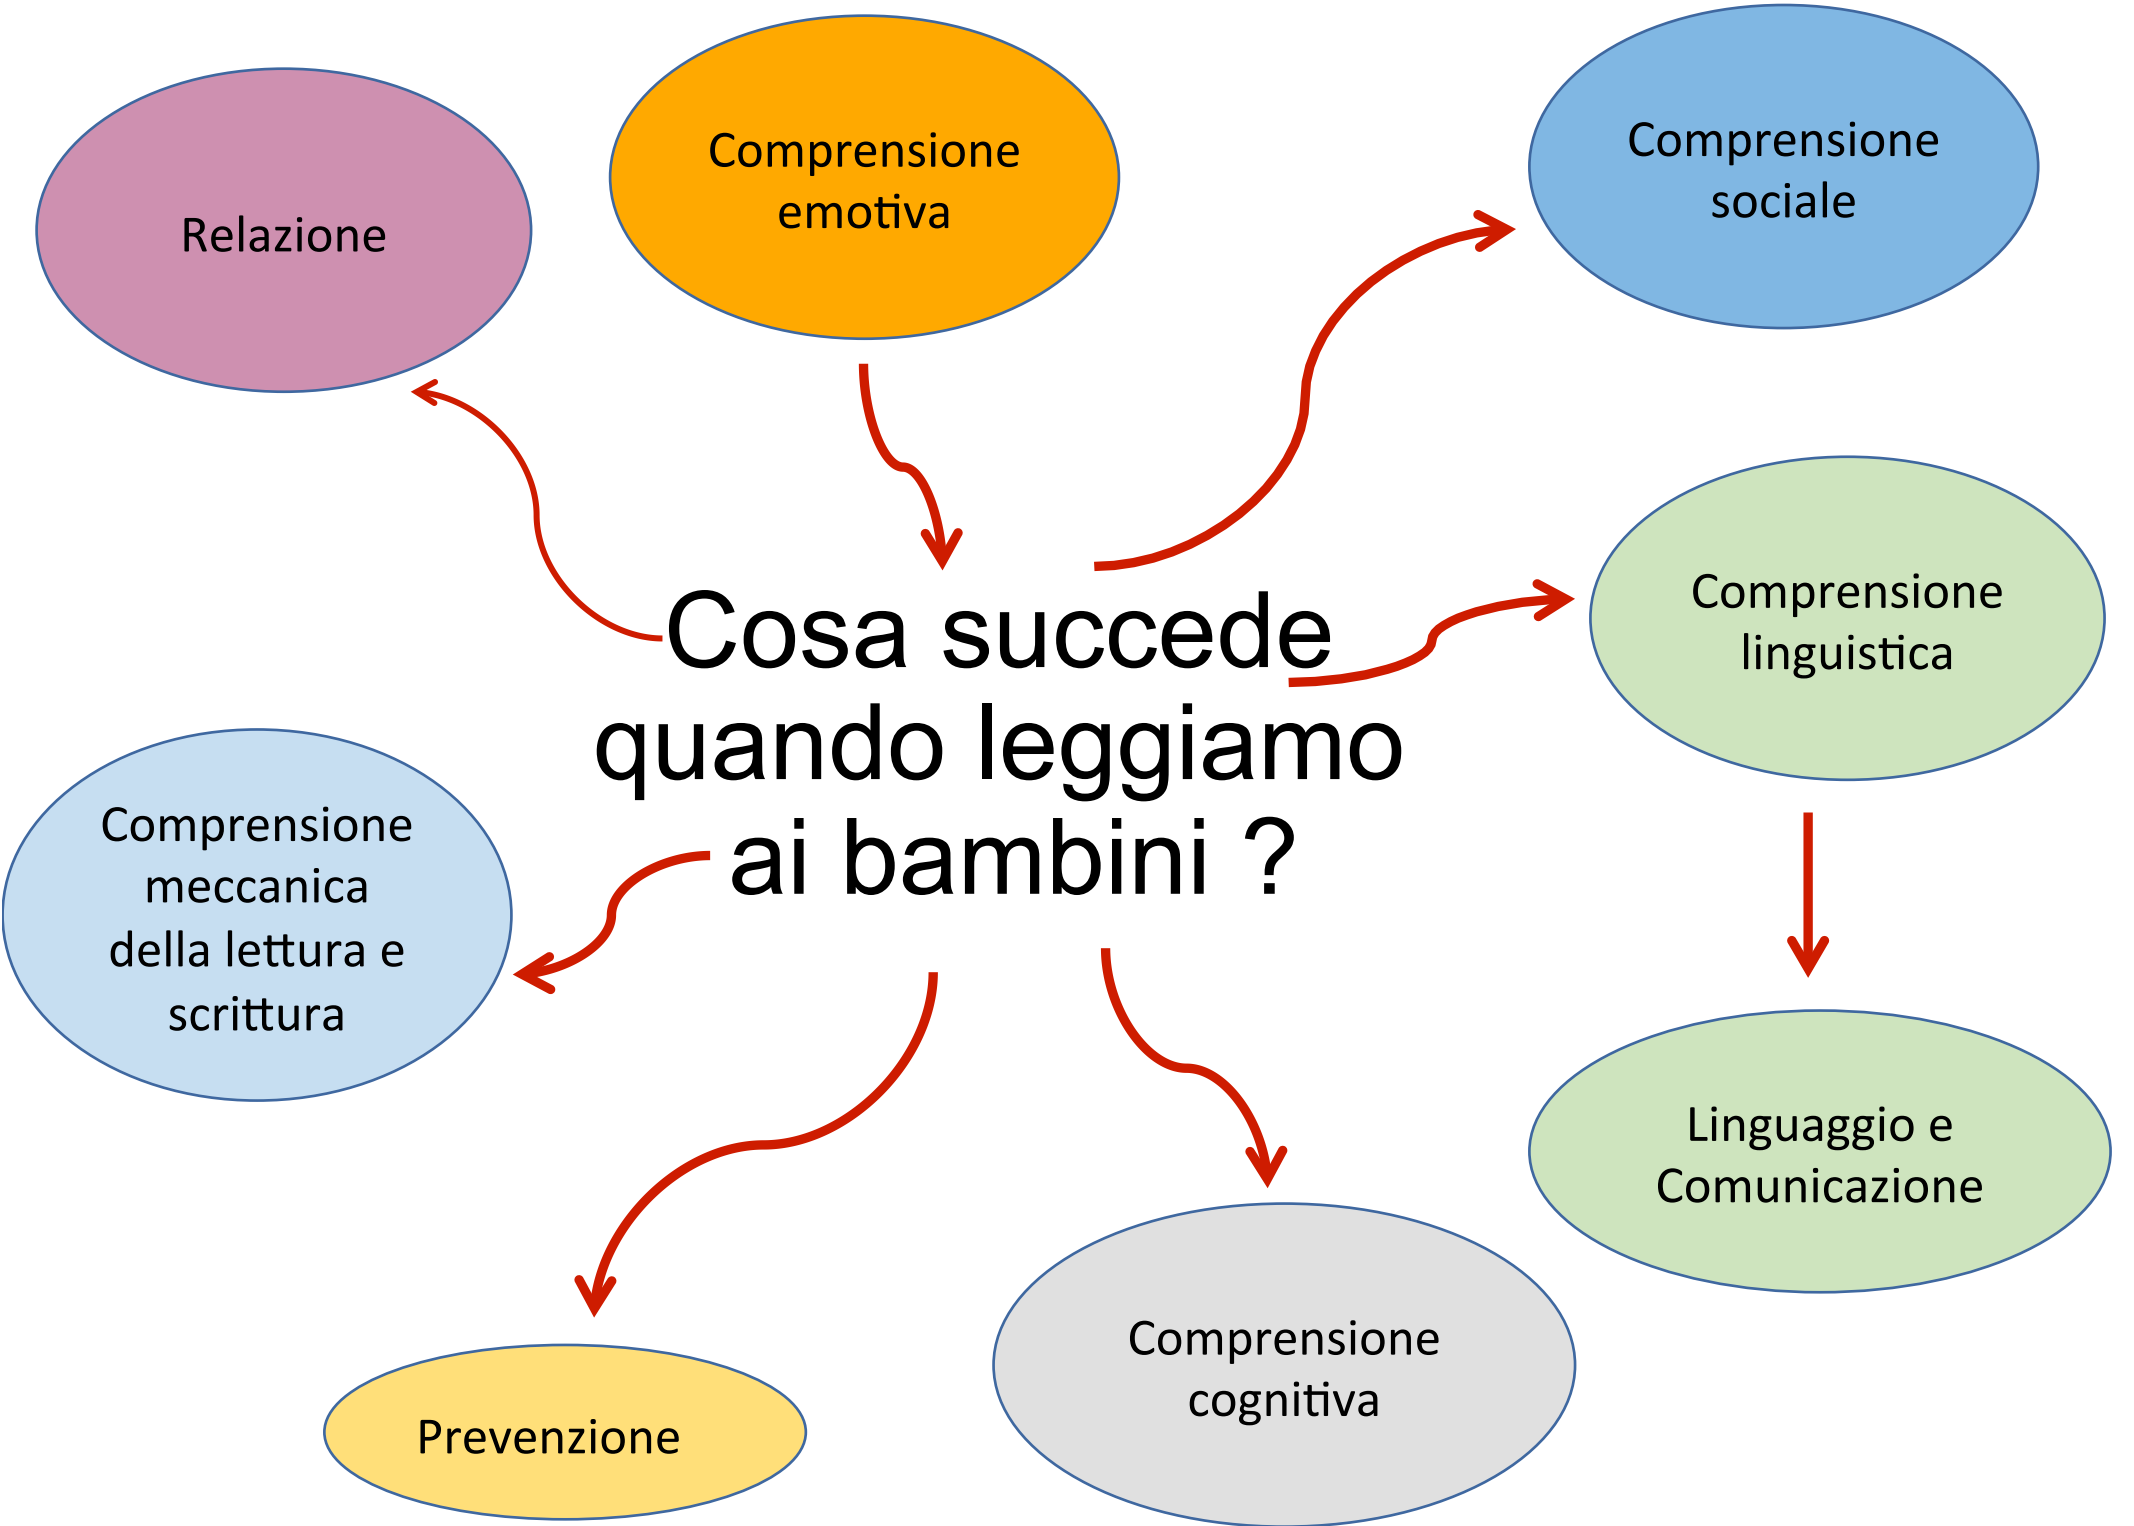 Relazione
Comprensione
emotiva
Comprensione
sociale
Cosa succede
quando leggiamo
ai bambini ?
Comprensione
linguistica
Comprensione
meccanica
della lettura e
scrittura
Linguaggio e
Comunicazione
Prevenzione
Comprensione
cognitiva